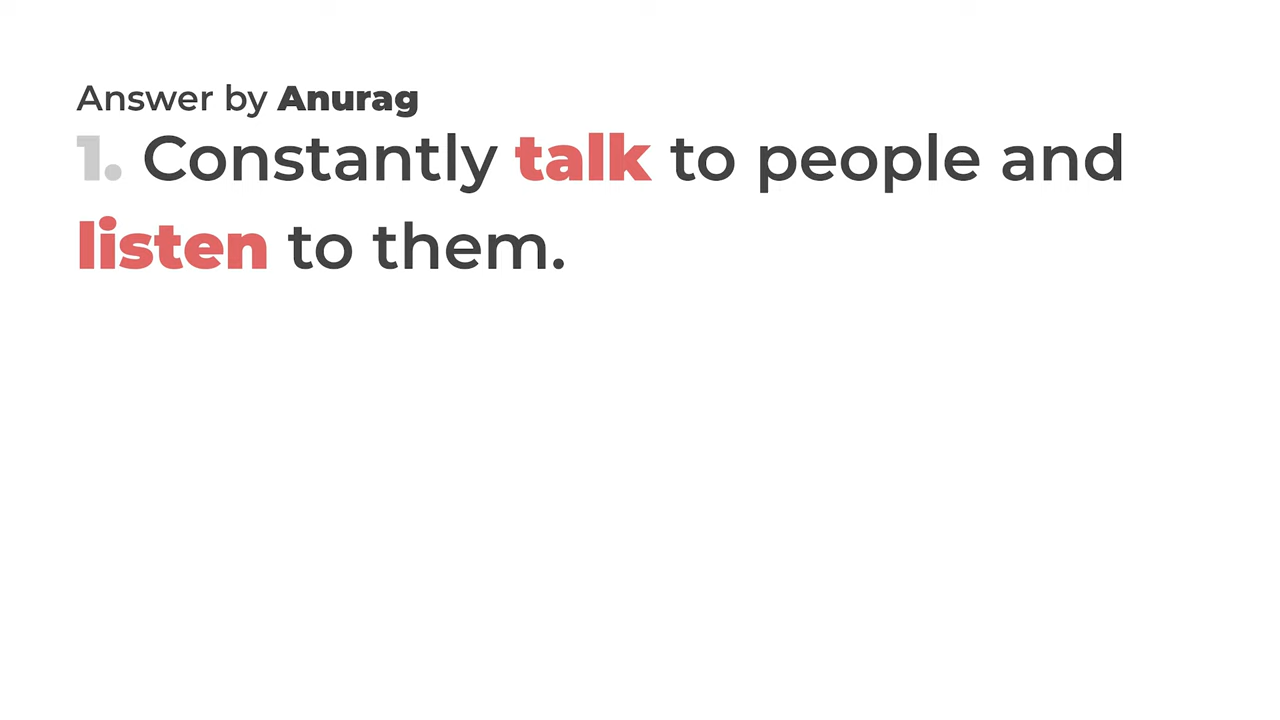 Answer by Anurag
1. Constantly talk to people and
listen to them.